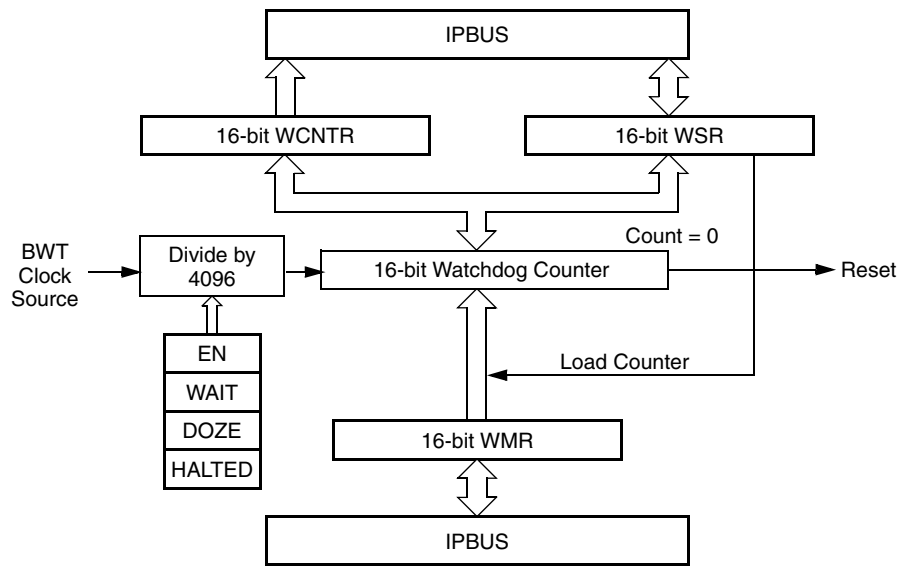 IPBUS
16-bit WCNTR
16-bit WSR
Count = 0
BWT
Clock
Source
Divide by
4096
16-bit Watchdog Counter
Reset
EN
WAIT
DOZE
HALTED
Load Counter
16-bit WMR
IPBUS